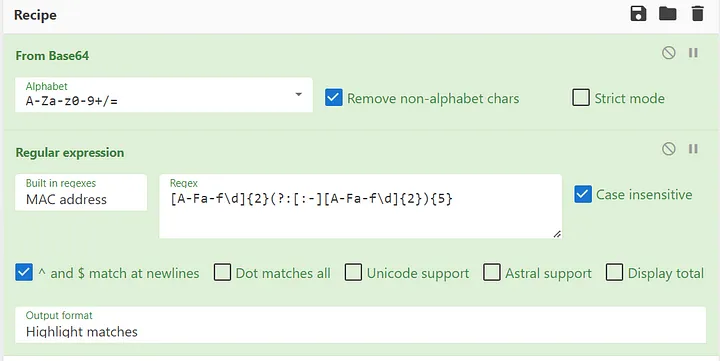 Recipe
From Base64
Alphabet
A-Za-z0-9+/=
Remove non-alphabet chars
Strict mode
Regular expression
Built in regexes
MAC address
Regex
[A-Fa-f\d]{2}(?:[:-][A-Fa-f\d]{2}){5}
Case insensitive
^ and $ match at newlines
Dot matches all
Unicode support
Astral support
Display total
Output format
Highlight matches